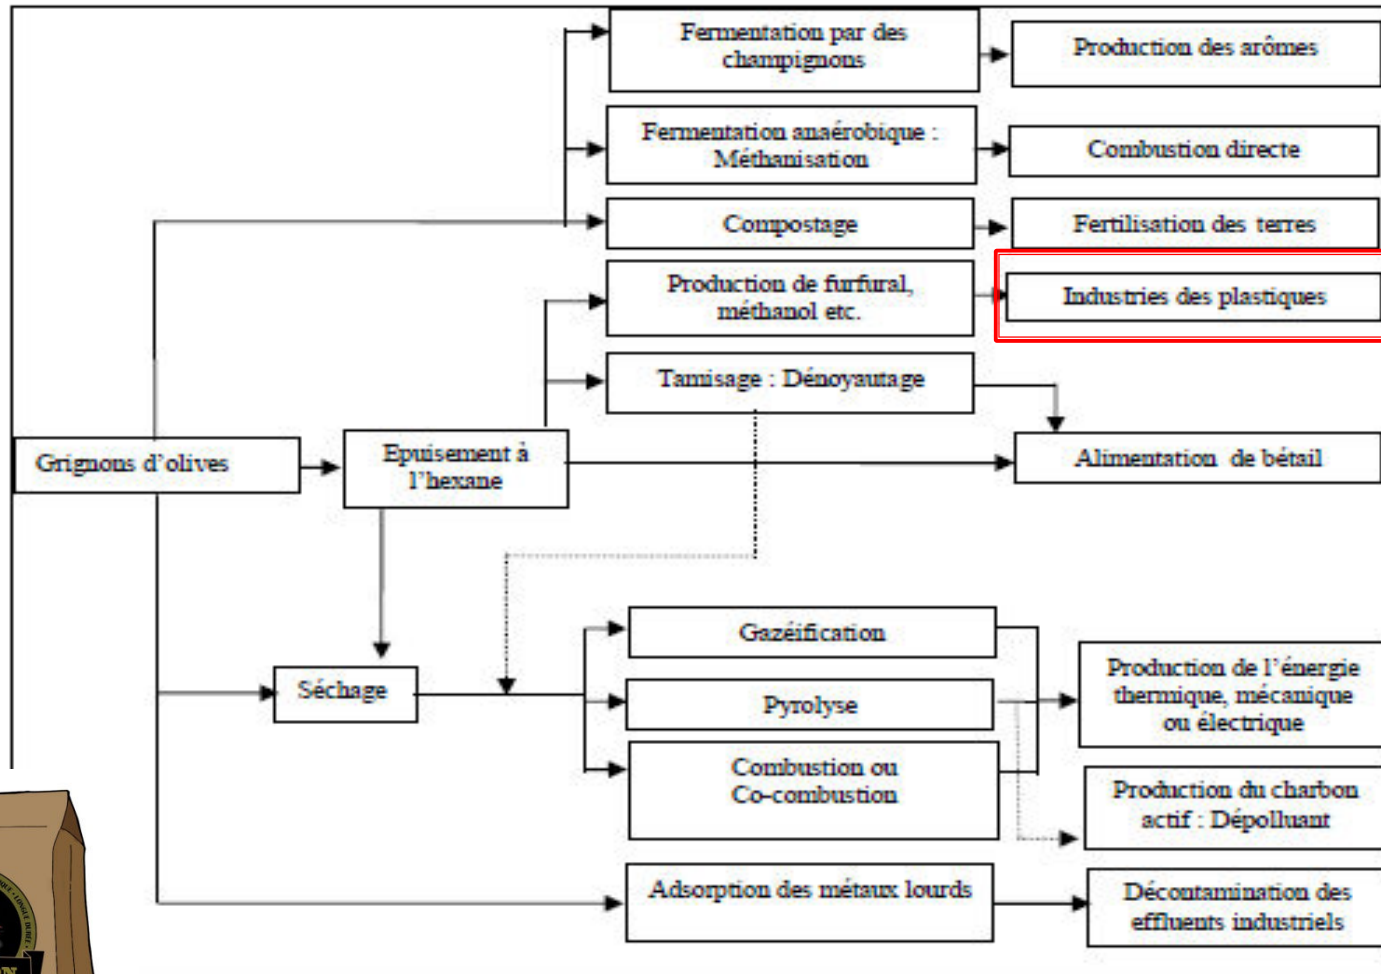 Fermentation par des
champignons
Production des arômes
Fermentation anaérobique :
Méthanisation
Combustion directe
Compostage
Fertilisation des terres
Production de furfural,
méthanol etc.
Industries des plastiques
Tamisage : Dénoyautage
Grignons d'olives
Epuisement à
l'hexane
Alimentation de bétail
Gazéification
Séchage
Pyrolyse
Production de l'énergie
thermique, mécanique
ou électrique
Combustion ou
Co-combustion
Production du charbon
actif : Dépolluant
Adsorption des métaux lourds
Décontamination des
effluents industriels
LONGUE DURÉE